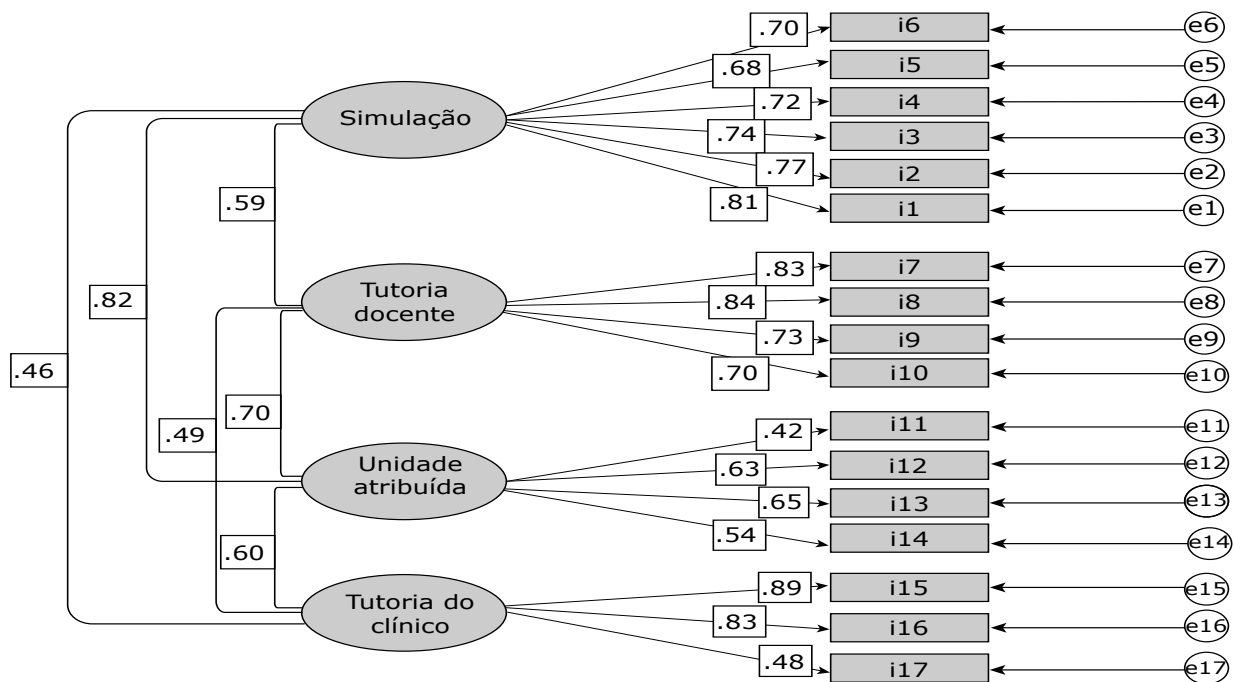 .70
i6
e6
.68
i5
e5
.72
i4
e4
Simulação
.74
i3
e3
.77
i2
e2
.81
i1
e1
.59
.82
.46
.83
i7
e7
Tutoria
docente
.84
i8
e8
.73
i9
e9
.70
i10
e10
.70
.49
.42
i11
e11
Unidade
atribuída
.63
i12
e12
.65
i13
e13
.54
i14
e14
.60
.89
i15
e15
Tutoria do
clínico
.83
i16
e16
.48
i17
e17